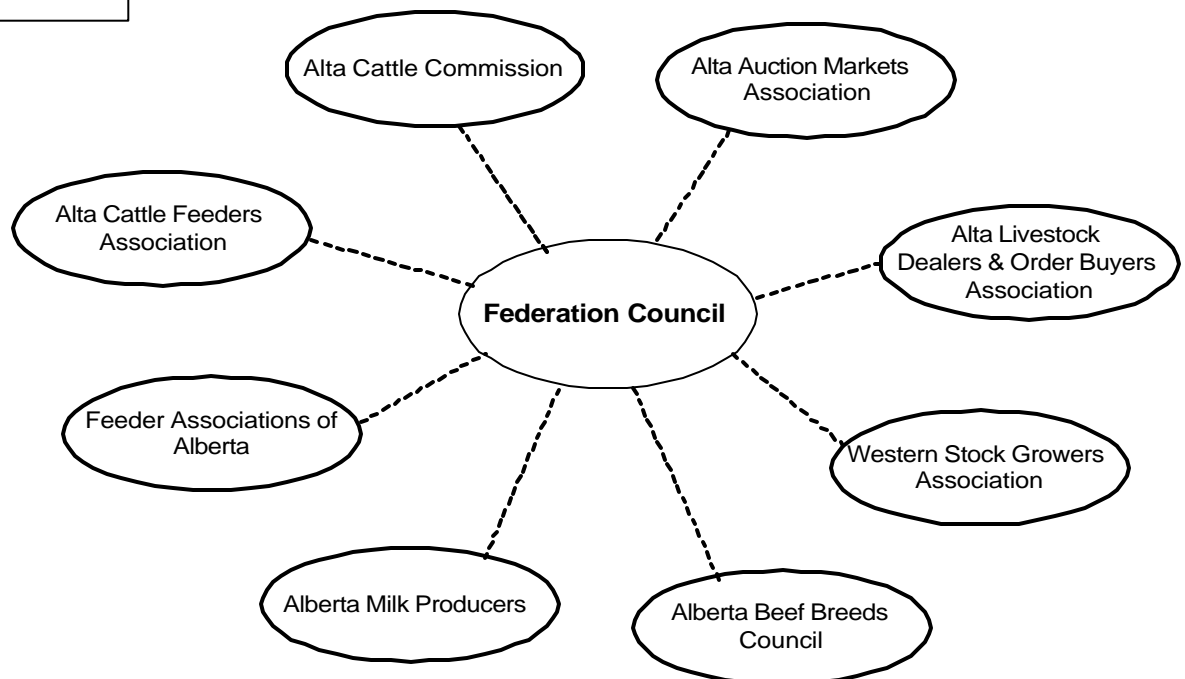 Alta Cattle Commission
Alta Auction Markets
Association
Alta Cattle Feeders
Association
Alta Livestock
Dealers & Order Buyers
Association
Federation Council
Feeder Associations of
Alberta
Western Stock Growers
Association
Alberta Milk Producers
Alberta Beef Breeds
Council